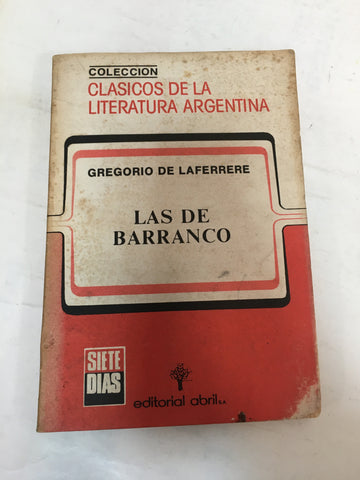 COLECCION
CLASICOS DE LA
LITERATURA ARGENTINA
GREGORIO DE LAFERRERE
LAS DE
BARRANCO
SIETE
DIAS
editorial abril S.A.